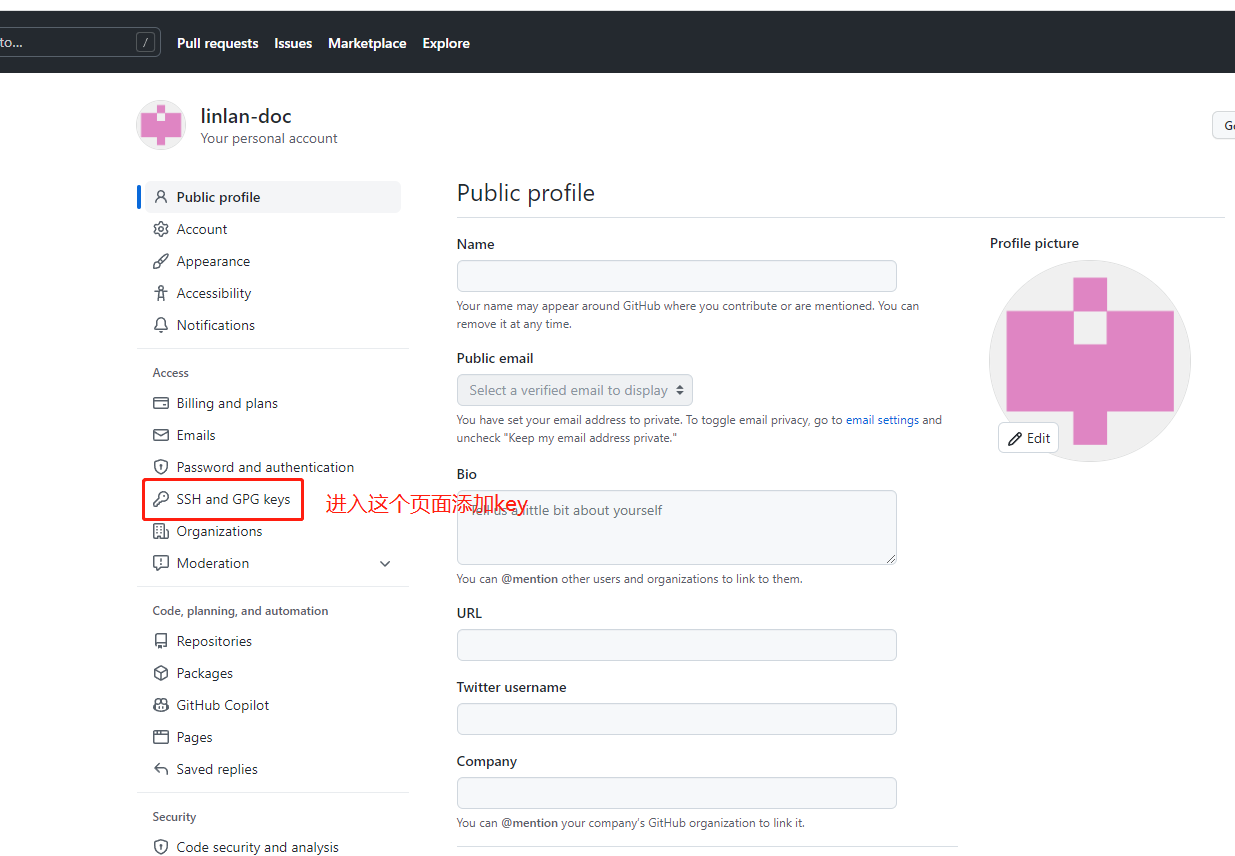 to... /
Pull requests Issues Marketplace Explore
linlan-doc
Your personal account
Public profile
Account
Appearance
Accessibility
Notifications
Access
Billing and plans
Emails
Password and authentication
SSH and GPG keys
进入这个页面添加key
Organizations
Moderation
Code, planning, and automation
Repositories
Packages
GitHub Copilot
Pages
Saved replies
Security
Code security and analysis
Public profile
Name
Your name may appear around GitHub where you contribute or are mentioned. You can
remove it at any time.
Public email
Select a verified email to display
You have set your email address to private. To toggle email privacy, go to email settings and
uncheck "Keep my email address private."
Bio
Tell us a little bit about yourself
You can @mention other users and organizations to link to them.
URL
Twitter username
Company
You can @mention your company's GitHub organization to link it.
Profile picture
Edit